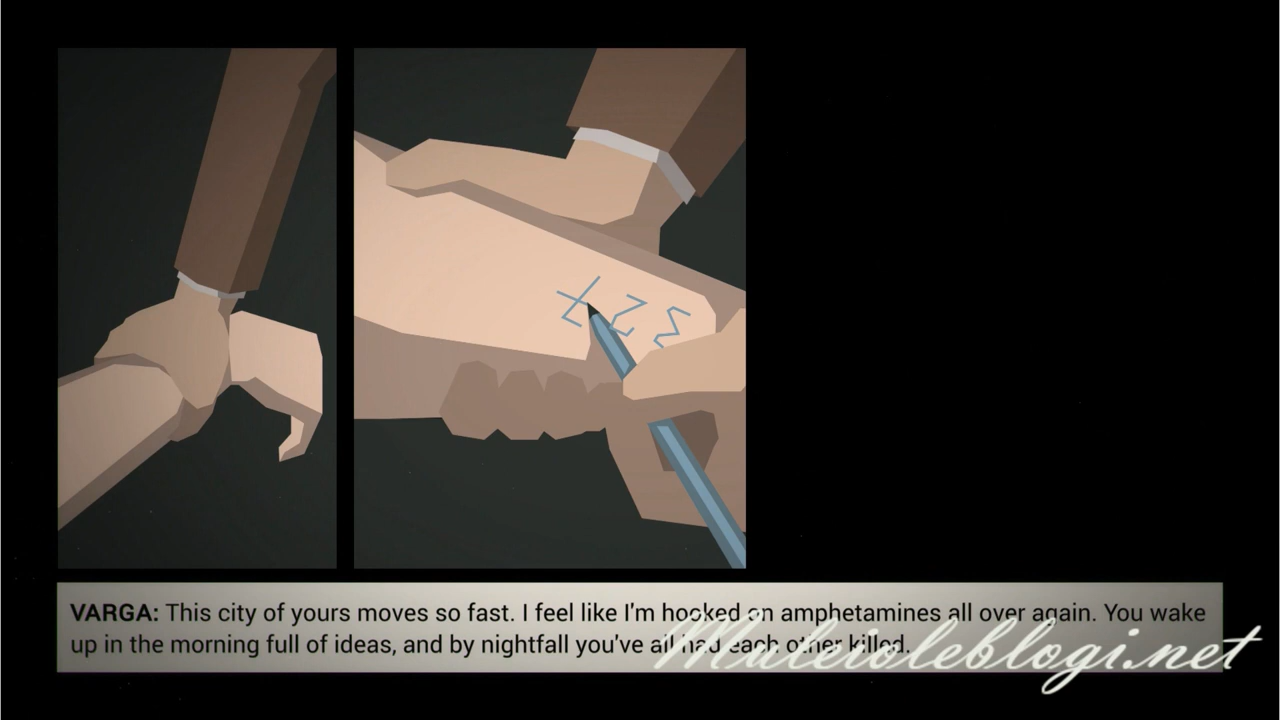 VARGA: This city of yours moves so fast. I feel like I'm hooked on amphetamines all over again. You wake
up in the morning full of ideas, and by nightfall you've all had each other killed.
Muleioleblogi.net